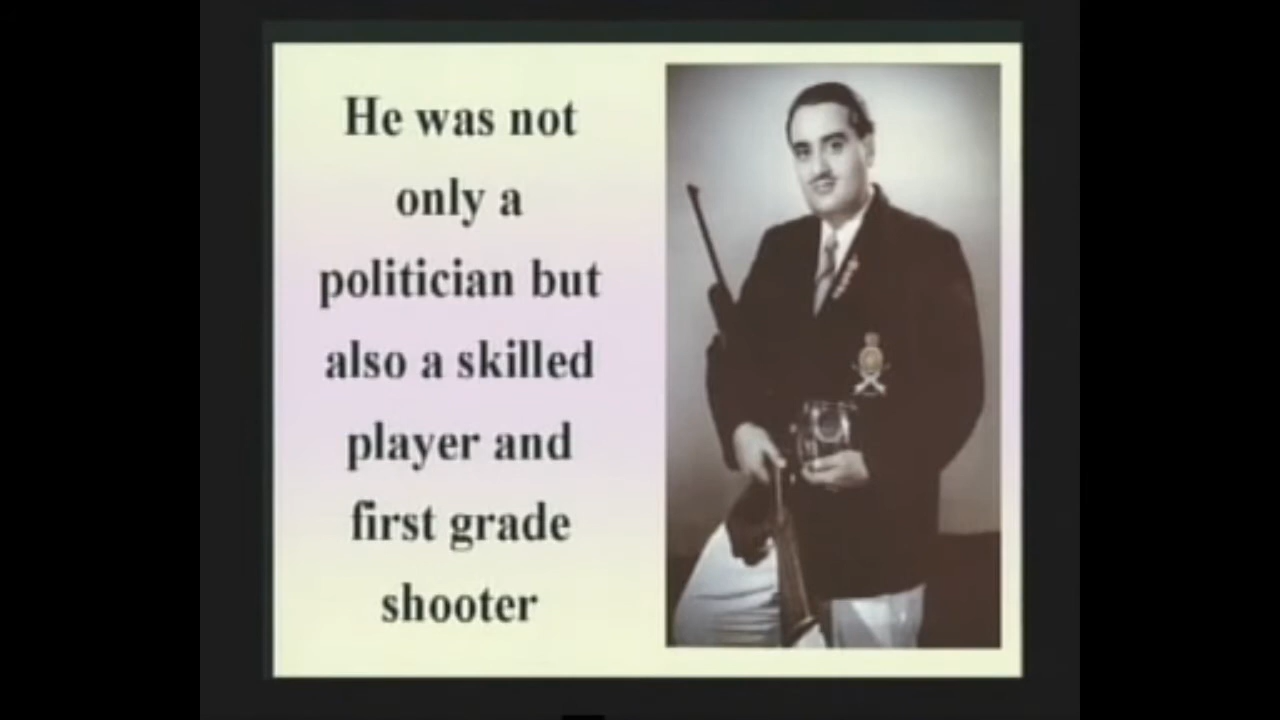 He was not
only a
politician but
also a skilled
player and
first grade
shooter